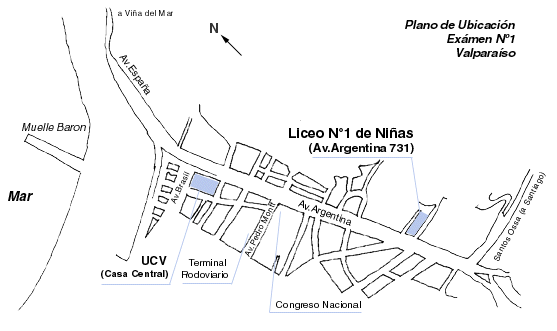 a Viña del Mar
Plano de Ubicación
Exámen N°1
Valparaíso
N
Av.España
Muelle Baron
Liceo N°1 de Niñas
(Av.Argentina 731)
Mar
Av.Brasil
Av.Argentina
Av.Pedro Montt
Santos Ossa (a Santiago)
UCV
(Casa Central)
Terminal
Rodoviario
Congreso Nacional